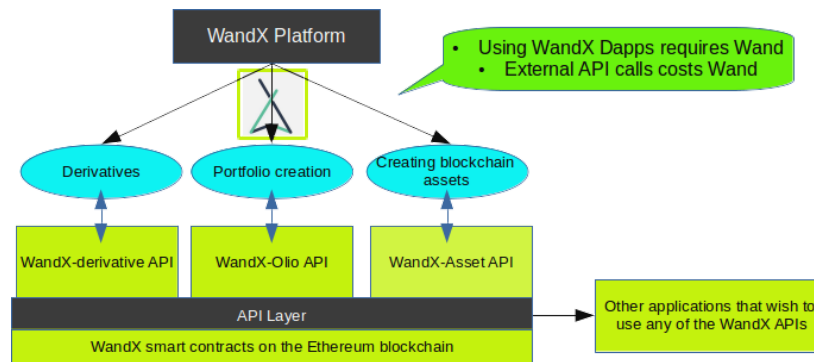 WandX Platform
• Using WandX Dapps requires Wand
• External API calls costs Wand
Derivatives
Portfolio creation
Creating blockchain
assets
WandX-derivative API
WandX-Olio API
WandX-Asset API
API Layer
Other applications that wish to
use any of the WandX APIs
WandX smart contracts on the Ethereum blockchain